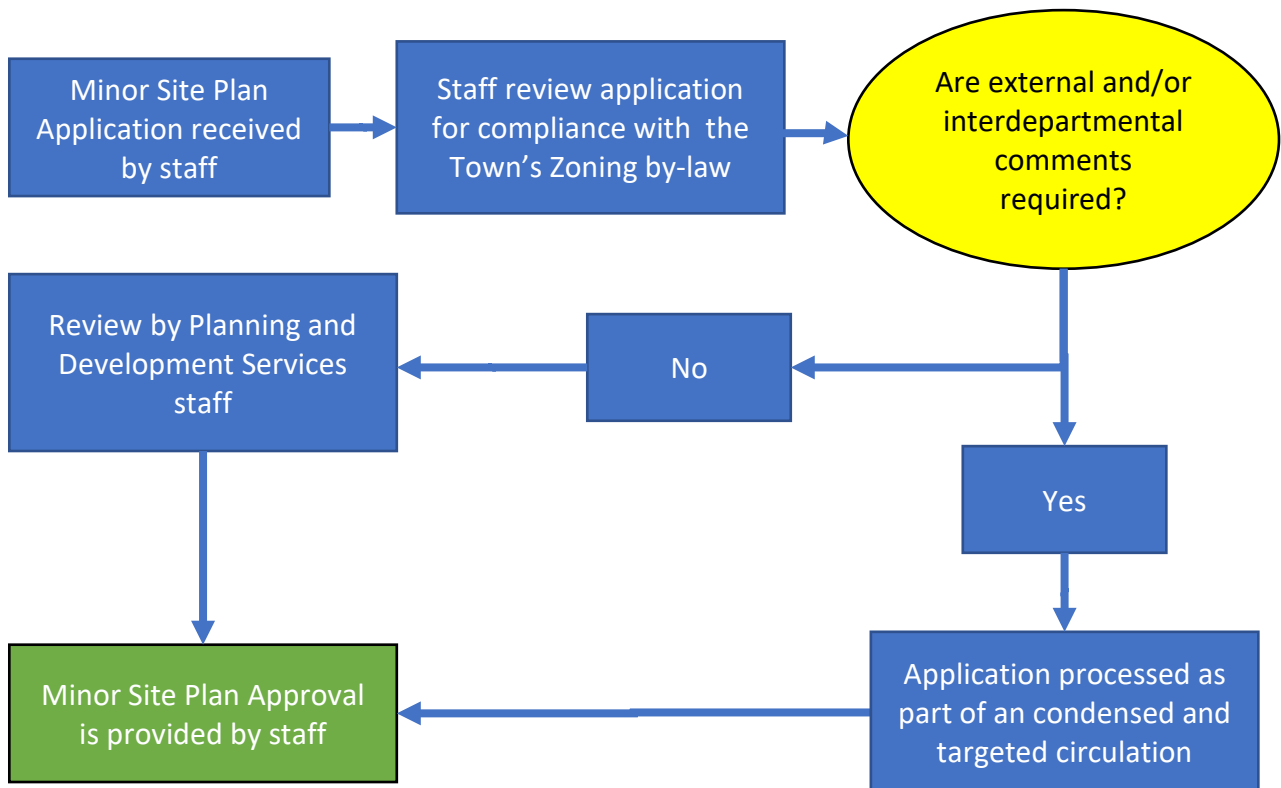 Minor Site Plan
Application received
by staff
Staff review application
for compliance with the
Town's Zoning by-law
Are external and/or
interdepartmental
comments
required?
Review by Planning and
Development Services
staff
No
Yes
Minor Site Plan Approval
is provided by staff
Application processed as
part of an condensed and
targeted circulation